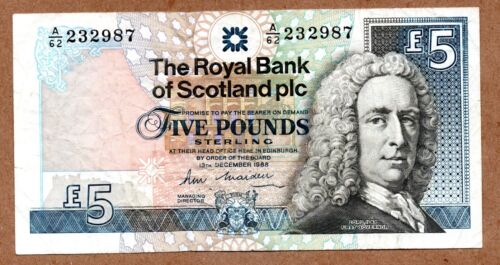 A/62 232987
A/62 232987
£5
The Royal Bank
of Scotland plc
PROMISE TO PAY THE BEARER ON DEMAND
FIVE POUNDS
STERLING
AT THEIR HEAD OFFICE HERE IN EDINBURGH
BY ORDER OF THE BOARD
13TH DECEMBER 1988
MANAGING
DIRECTOR
£5
FIRST GOVERNOR